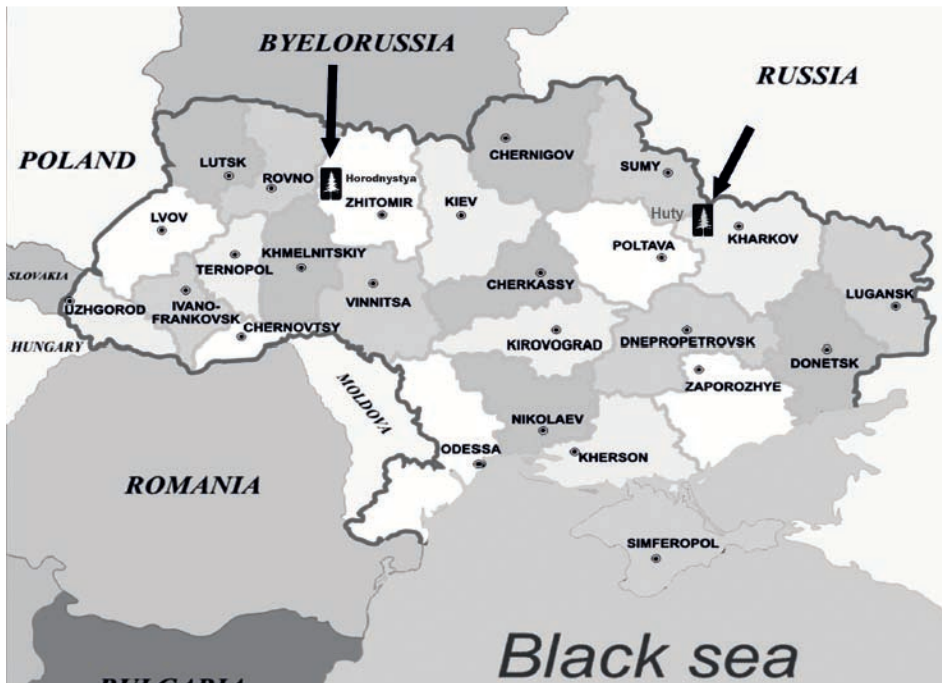 BYELORUSSIA
RUSSIA
POLAND
CHERNIGOV
LUTSK
ROVNO
Horodnystya
SUMY
ZHITOMIR
KIEV
Huty
LVOV
KHARKOV
POLTAVA
KHMELNITSKIY
TERNOPOL
SLOVAKIA
CHERKASSY
VINNITSA
LUGANSK
UZHGOROD
IVANO-
FRANKOVSK
CHERNOVTSY
DNEPROPETROVSK
KIROVOGRAD
HUNGARY
DONETSK
ZAPOROZHYE
MOLDOVA
NIKOLAEV
ODESSA
KHERSON
ROMANIA
SIMFEROPOL
Black sea
BULGARIA